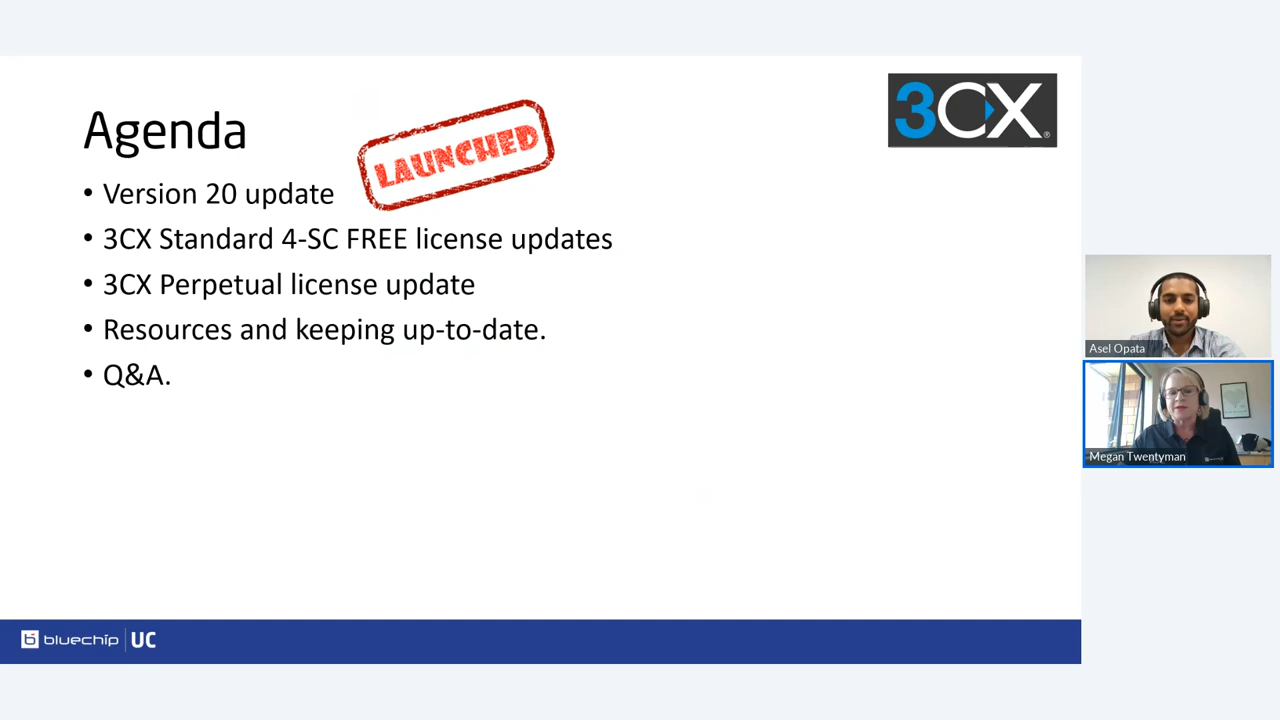 Agenda
LAUNCHED
3CX®
• Version 20 update
• 3CX Standard 4-SC FREE license updates
• 3CX Perpetual license update
• Resources and keeping up-to-date.
• Q&A.
Asel Opata
Megan Twentyman
b bluechip | UC